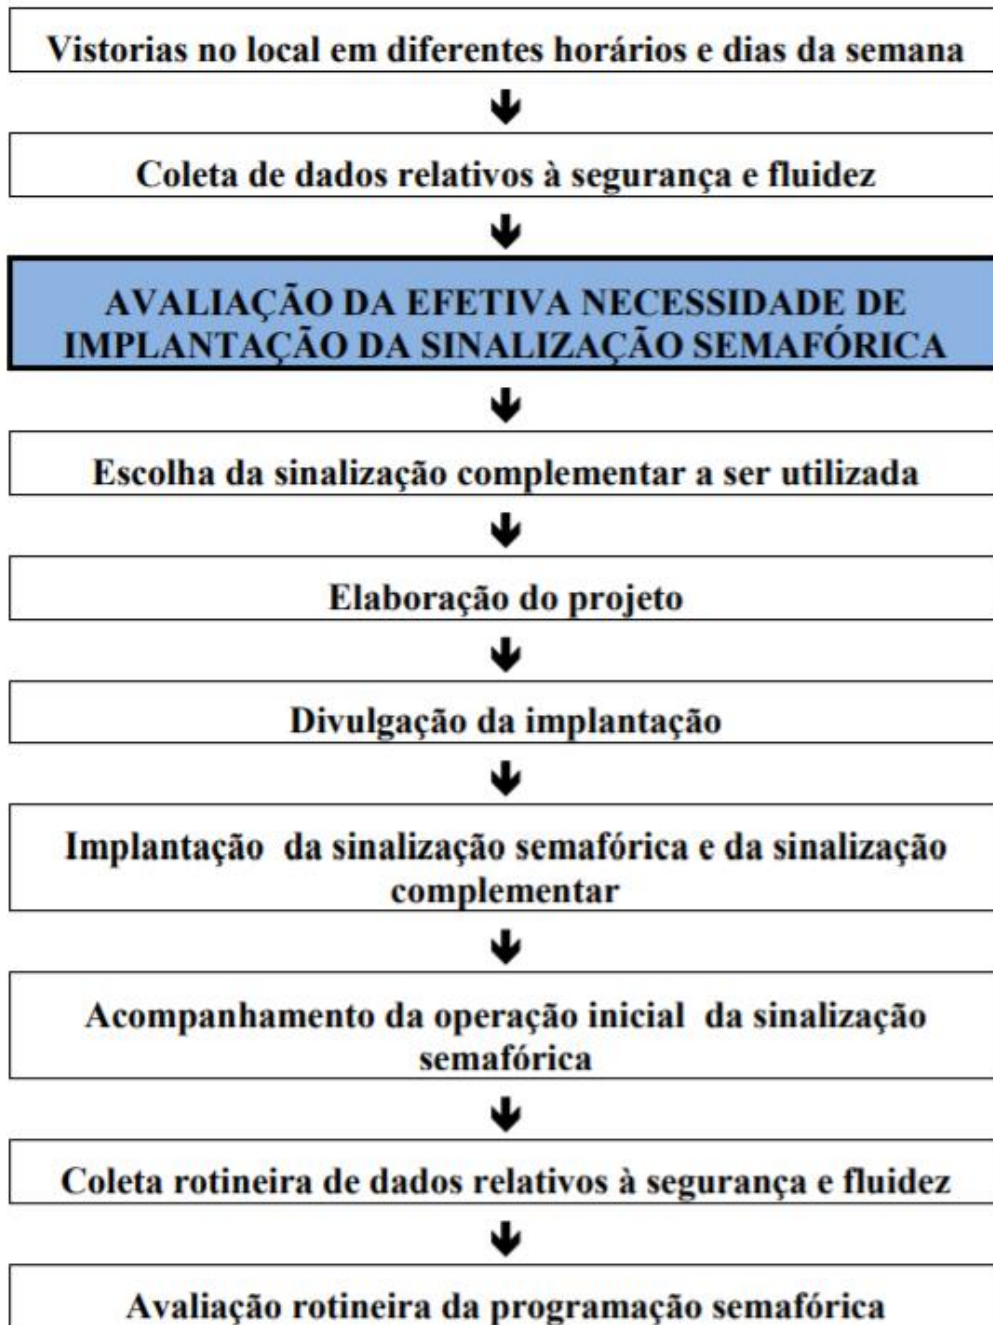 Vistorias no local em diferentes horários e dias da semana
Coleta de dados relativos à segurança e fluidez
AVALIAÇÃO DA EFETIVA NECESSIDADE DE
IMPLANTAÇÃO DA SINALIZAÇÃO SEMAFÓRICA
Escolha da sinalização complementar a ser utilizada
Elaboração do projeto
Divulgação da implantação
Implantação da sinalização semafórica e da sinalização
complementar
Acompanhamento da operação inicial da sinalização
semafórica
Coleta rotineira de dados relativos à segurança e fluidez
Avaliação rotineira da programação semafórica